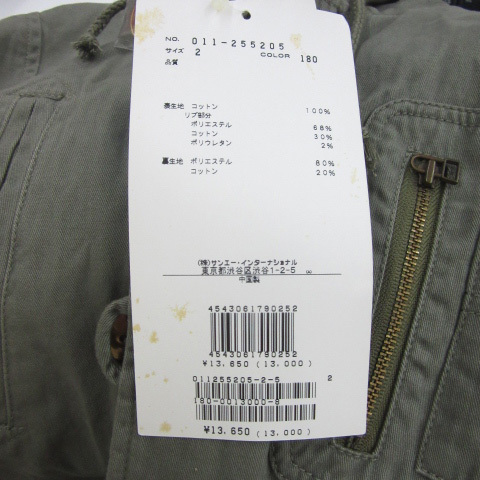 NO. 011-255205
サイズ 2 COLOR 180
品質
表生地 コットン 100%
リブ部分
ポリエステル 68%
コットン 30%
ポリウレタン 2%
裏生地 ポリエステル 80%
コットン 20%
(株)サンエー・インターナショナル
東京都渋谷区渋谷1-2-5
中国製
4543061790252
4543061790252
¥13,650 (13,000)
011255205-2-5 2
180-0013000-8
¥13,650 (13,000)